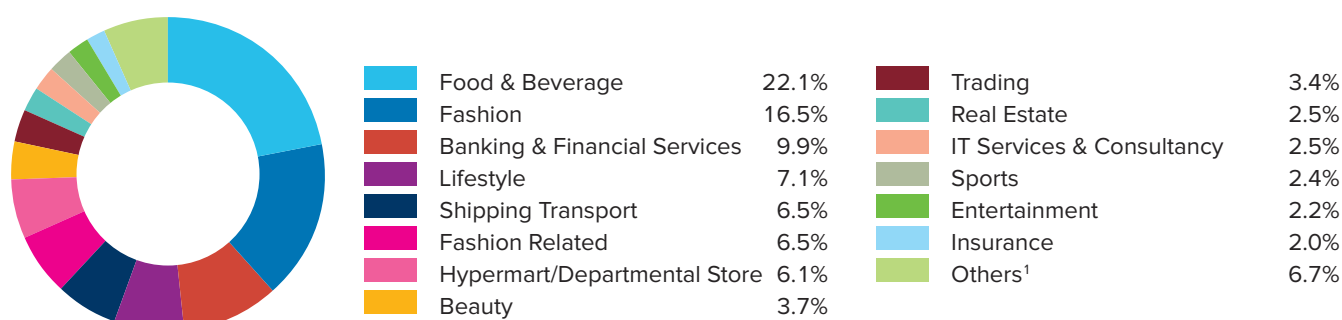 Food & Beverage 22.1%
Fashion 16.5%
Banking & Financial Services 9.9%
Lifestyle 7.1%
Shipping Transport 6.5%
Fashion Related 6.5%
Hypermart/Departmental Store 6.1%
Beauty 3.7%
Trading 3.4%
Real Estate 2.5%
IT Services & Consultancy 2.5%
Sports 2.4%
Entertainment 2.2%
Insurance 2.0%
Others¹ 6.7%